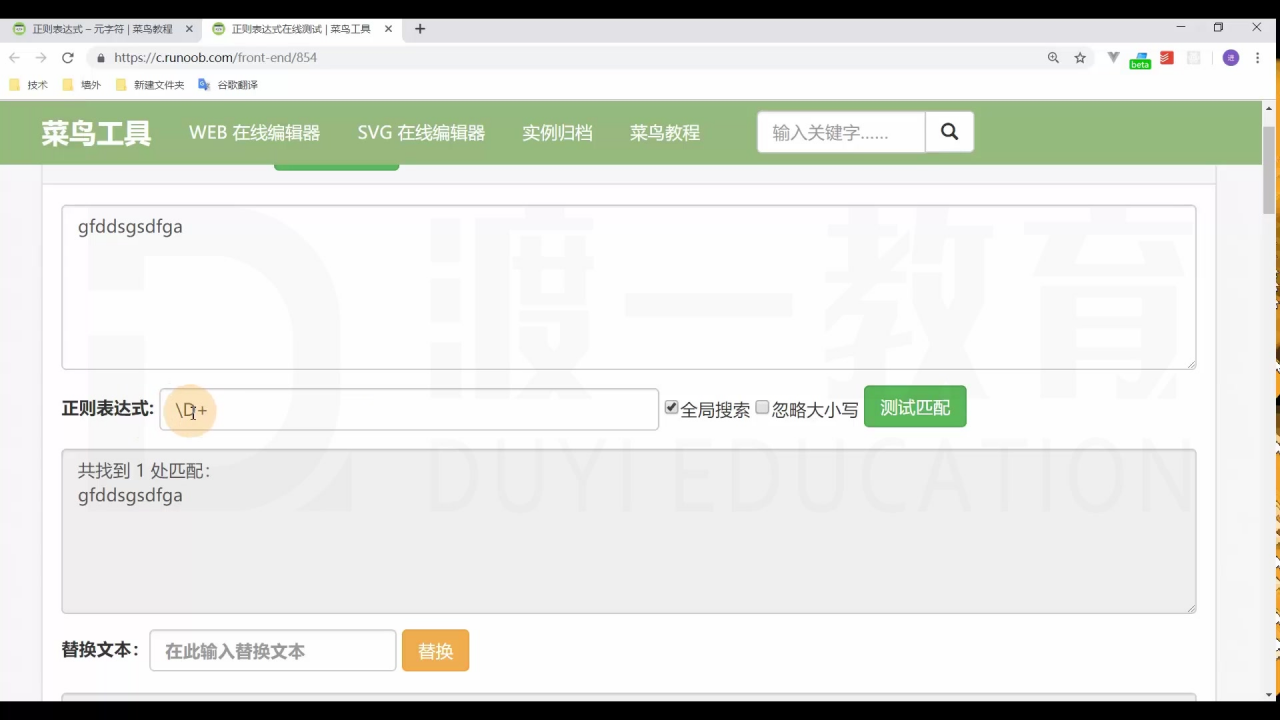 正则表达式 – 元字符 | 菜鸟教程
正则表达式在线测试 | 菜鸟工具
https://c.runoob.com/front-end/854
beta
进
技术
墙外
新建文件夹
谷歌翻译
菜鸟工具
WEB 在线编辑器
SVG 在线编辑器
实例归档
菜鸟教程
输入关键字......
gfddsgsdfga
渡一教育
正则表达式:
\D+
全局搜索
忽略大小写
测试匹配
DUYI EDUCATION
共找到 1 处匹配：
gfddsgsdfga
替换文本：
在此输入替换文本
替换